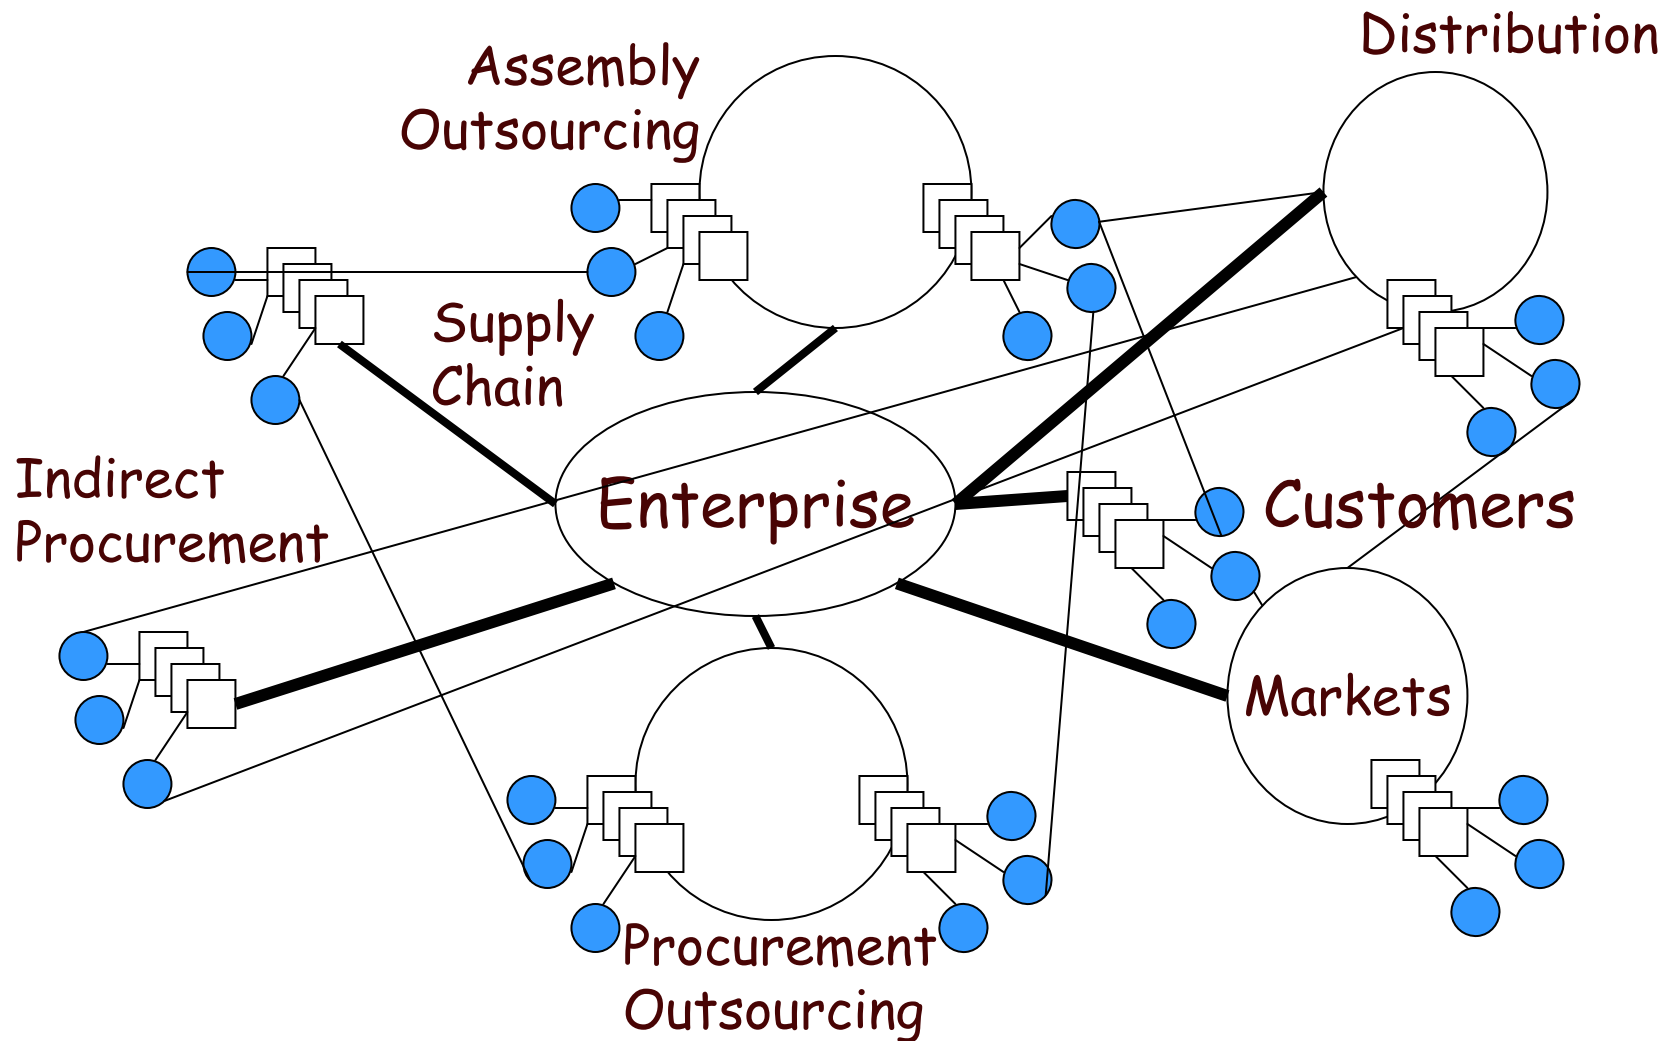 Distribution
Assembly
Outsourcing
Supply
Chain
Indirect
Procurement
Enterprise
Customers
Markets
Procurement
Outsourcing